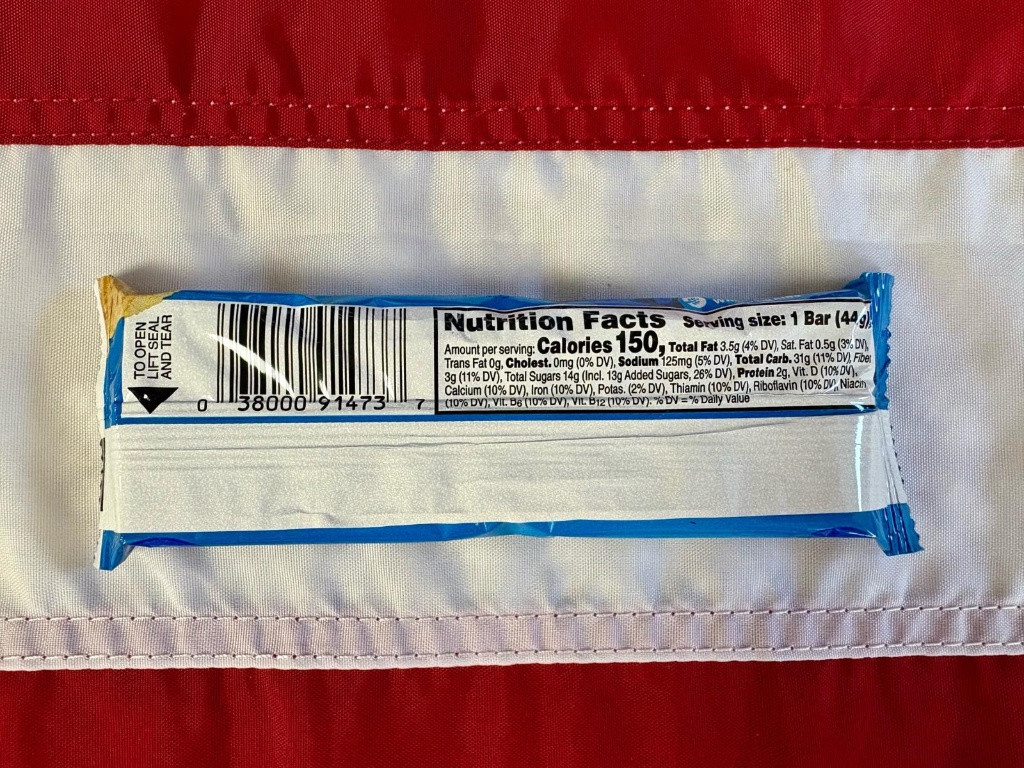 TO OPEN
LIFT SEAL
AND TEAR
0 38000 91473 7
Nutrition Facts Serving size: 1 Bar (44g),
Amount per serving: Calories 150, Total Fat 3.5g (4% DV), Sat. Fat 0.5g (3% DV),
Trans Fat 0g, Cholest. 0mg (0% DV), Sodium 125mg (5% DV), Total Carb. 31g (11% DV), Fiber
3g (11% DV), Total Sugars 14g (Incl. 13g Added Sugars, 26% DV), Protein 2g, Vit. D (10% DV),
Calcium (10% DV), Iron (10% DV), Potas. (2% DV), Thiamin (10% DV), Riboflavin (10% DV), Niacin
(10% DV), Vit. B6 (10% DV), Vit. B12 (10% DV). % DV = % Daily Value